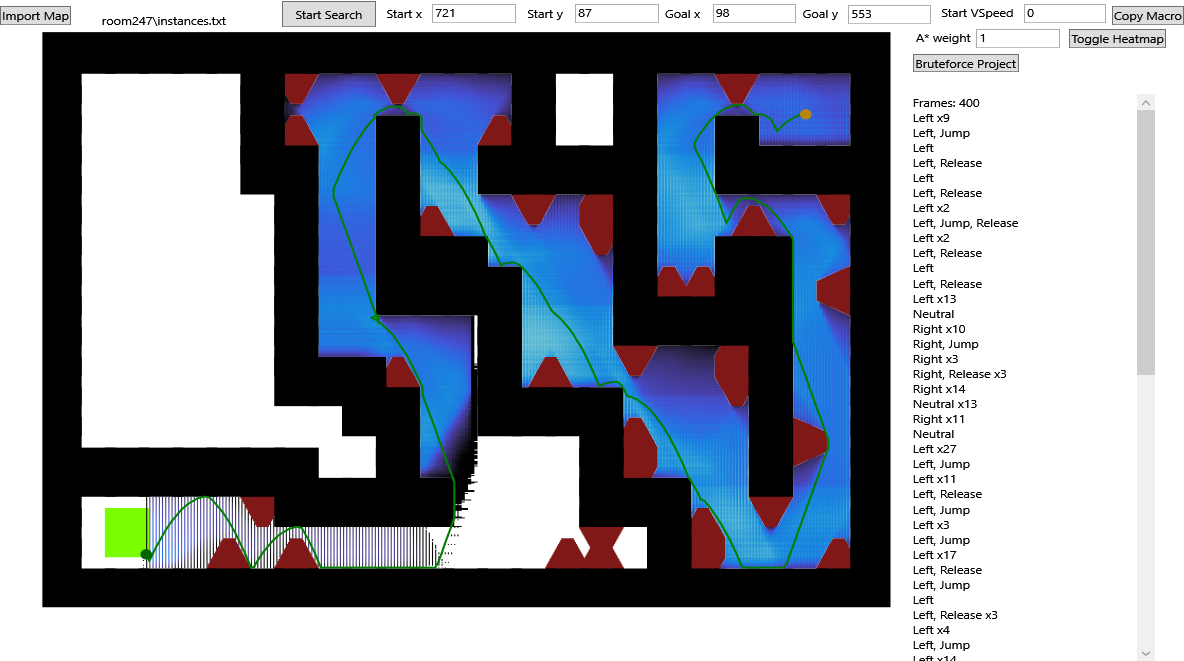 Import Map
room247\instances.txt
Start Search
Start x 721
Start y 87
Goal x 98
Goal y 553
Start VSpeed 0
Copy Macro
A* weight 1
Toggle Heatmap
Bruteforce Project
Frames: 400
Left x9
Left, Jump
Left
Left, Release
Left
Left, Release
Left x2
Left, Jump, Release
Left x2
Left, Release
Left
Left, Release
Left x13
Neutral
Right x10
Right, Jump
Right x3
Right, Release x3
Right x14
Neutral x13
Right x11
Neutral
Left x27
Left, Jump
Left x11
Left, Release
Left, Jump
Left x3
Left, Jump
Left x17
Left, Release
Left, Jump
Left
Left, Release x3
Left x4
Left, Jump
Left x14